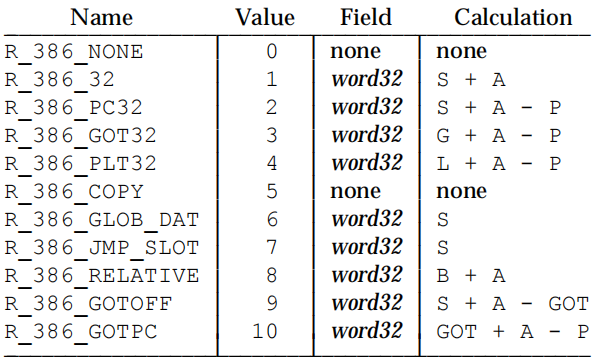 Name Value Field Calculation
R_386_NONE 0 none none
R_386_32 1 word32 S + A
R_386_PC32 2 word32 S + A - P
R_386_GOT32 3 word32 G + A - P
R_386_PLT32 4 word32 L + A - P
R_386_COPY 5 none none
R_386_GLOB_DAT 6 word32 S
R_386_JMP_SLOT 7 word32 S
R_386_RELATIVE 8 word32 B + A
R_386_GOTOFF 9 word32 S + A - GOT
R_386_GOTPC 10 word32 GOT + A - P